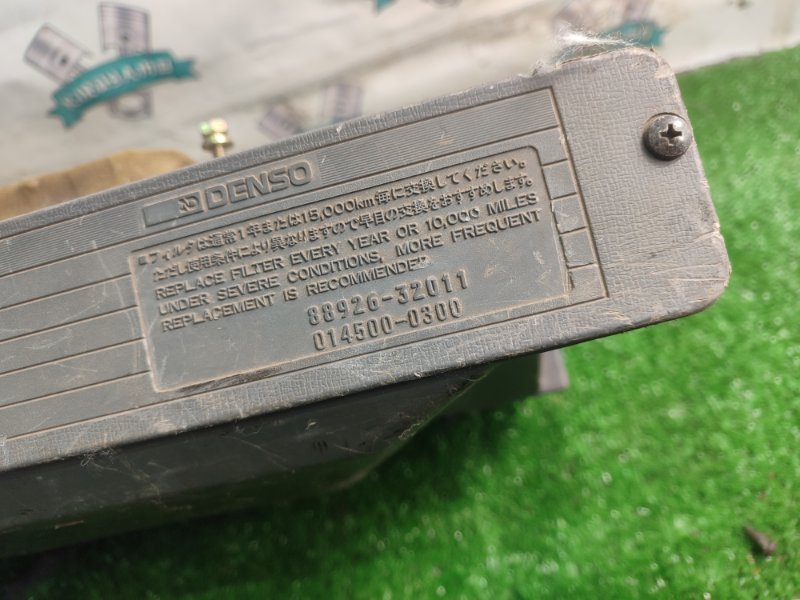 DENSO
●フィルタは通常1年または15,000km毎に交換してください。
ただし使用条件により異なりますので早目の交換をおすすめします。
REPLACE FILTER EVERY YEAR OR 10,000 MILES
UNDER SEVERE CONDITIONS, MORE FREQUENT
REPLACEMENT IS RECOMMENDED.
88926-32011
014500-0300